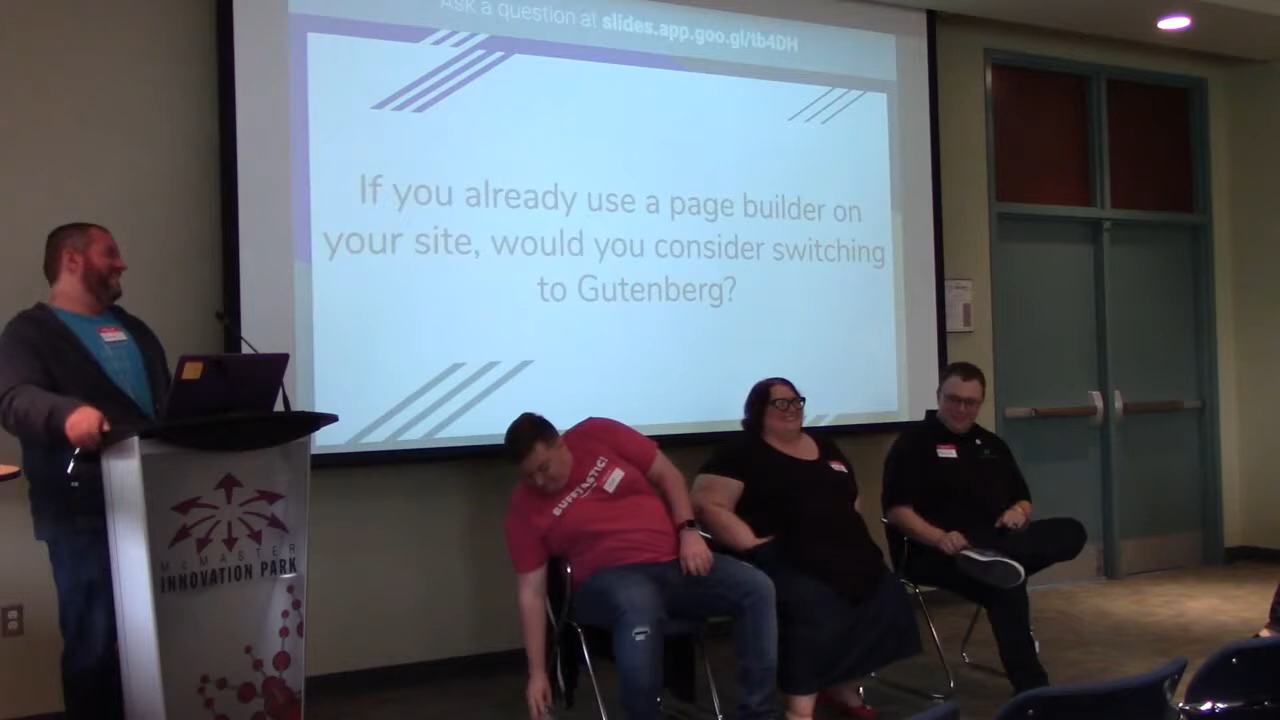 Ask a question at slides.app.goo.gl/tb4DH
If you already use a page builder on
your site, would you consider switching
to Gutenberg?
BUFFTASTIC!
McMASTER
INNOVATION PARK